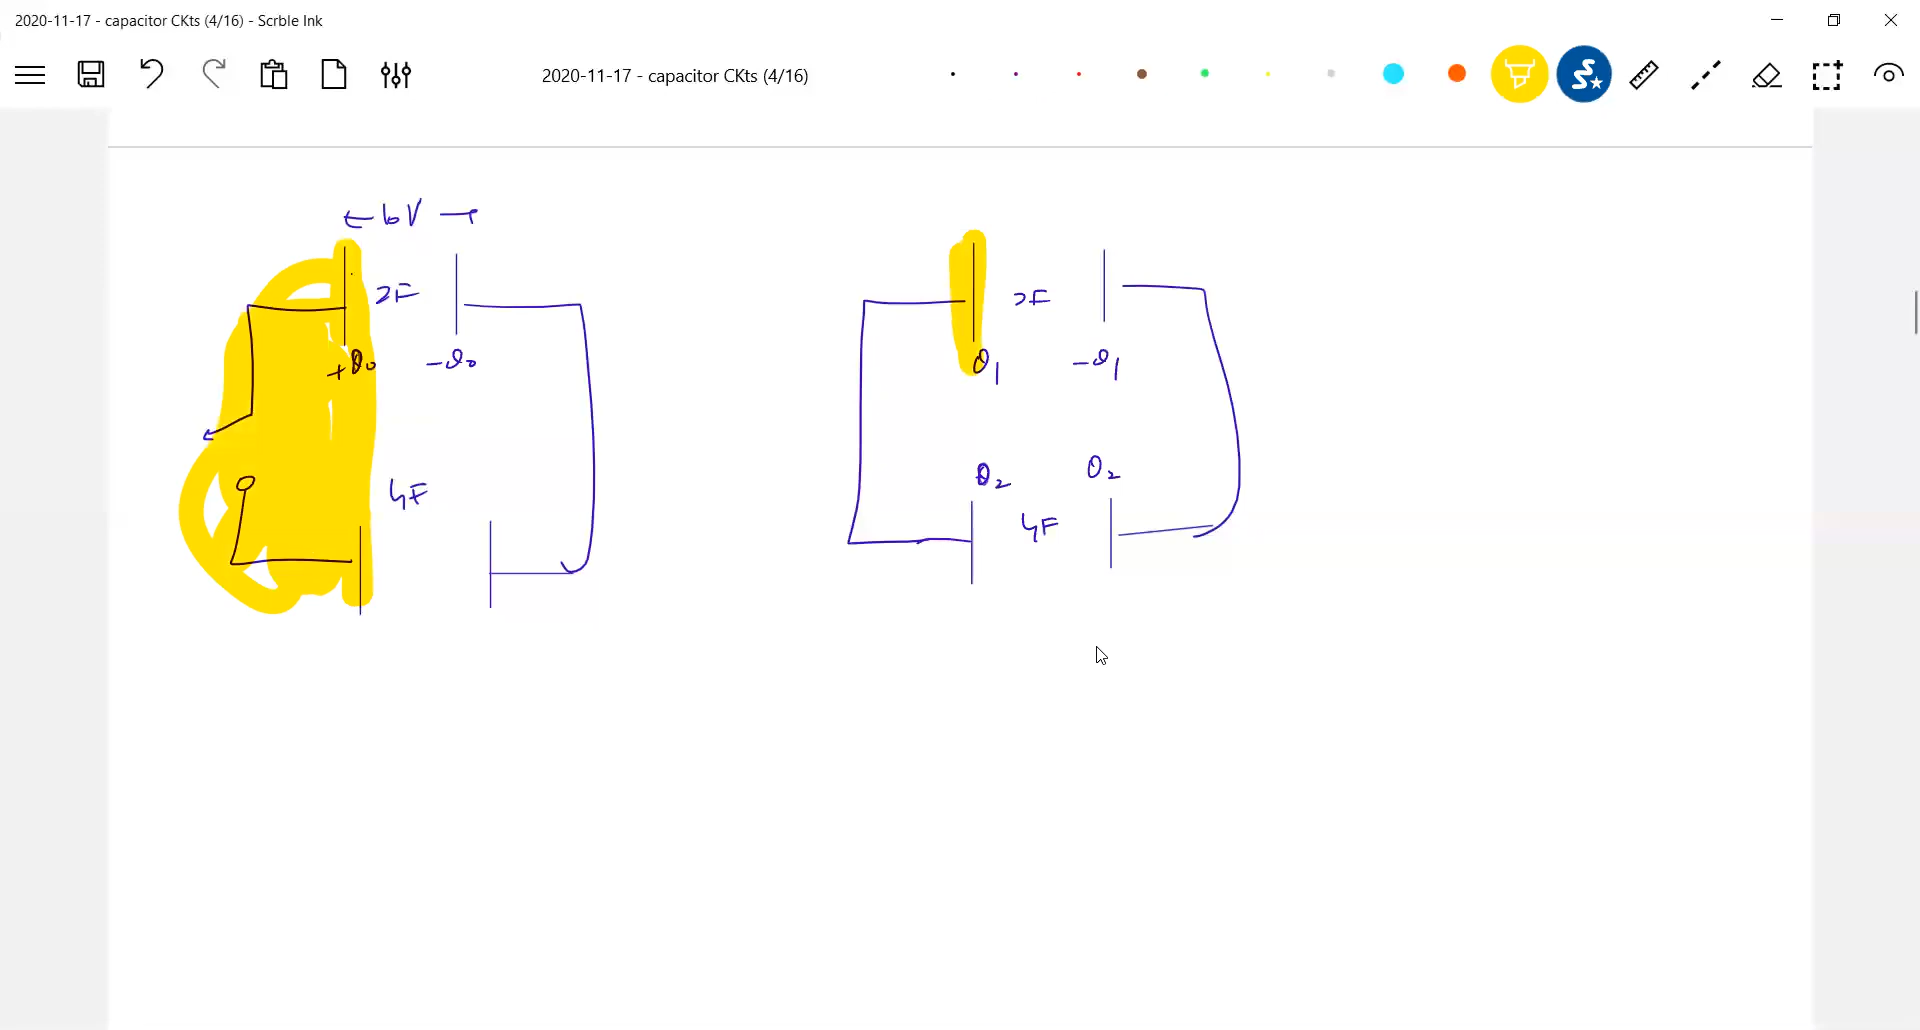 2020-11-17 - capacitor CKts (4/16) - Scrble Ink
2020-11-17 - capacitor CKts (4/16)
6V
2F
+Q₀ -Q₀
4F
2F
Q₁ -Q₁
Q₂ Q₂
4F